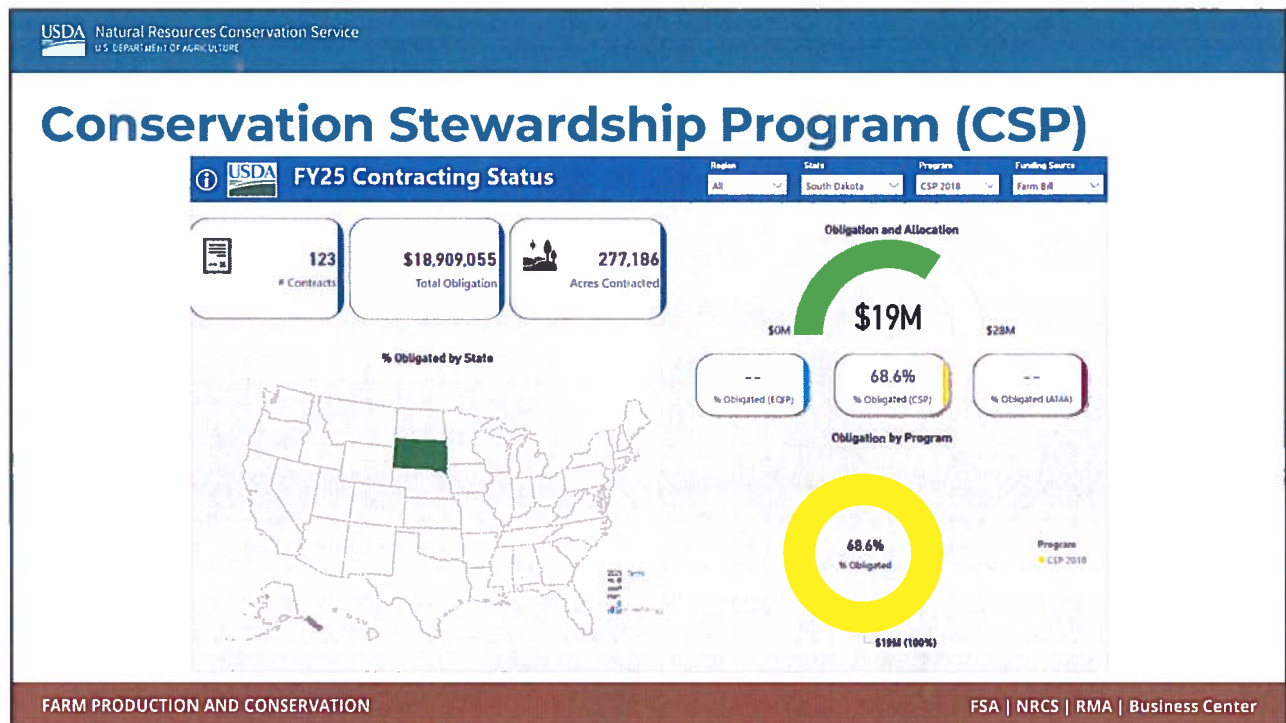 USDA Natural Resources Conservation Service
U.S. DEPARTMENT OF AGRICULTURE
Conservation Stewardship Program (CSP)
USDA FY25 Contracting Status
Region
All
State
South Dakota
Program
CSP 2018
Funding Source
Farm Bill
123
# Contracts
$18,909,055
Total Obligation
277,186
Acres Contracted
Obligation and Allocation
$19M
$0M
$28M
% Obligated by State
--
% Obligated (EQIP)
68.6%
% Obligated (CSP)
--
% Obligated (ATAA)
Obligation by Program
68.6%
% Obligated
Program
CSP 2018
$19M (100%)
FARM PRODUCTION AND CONSERVATION
FSA | NRCS | RMA | Business Center